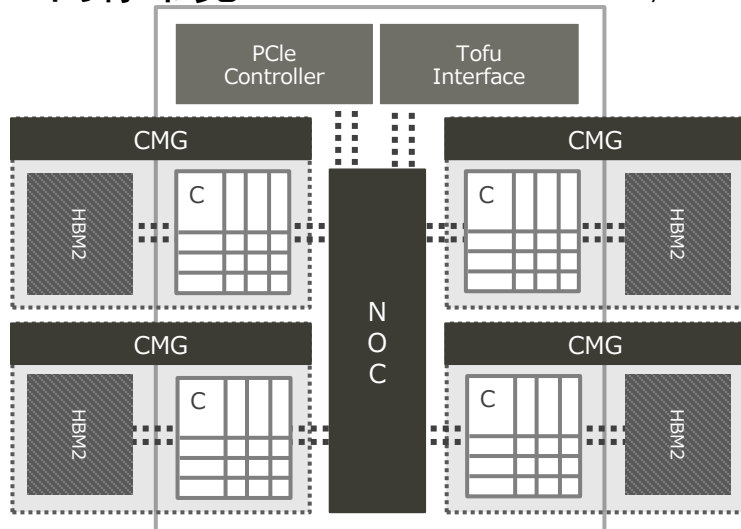 PCIe
Controller
Tofu
Interface
CMG
CMG
HBM2
C
C
HBM2
N
O
C
CMG
CMG
HBM2
C
C
HBM2